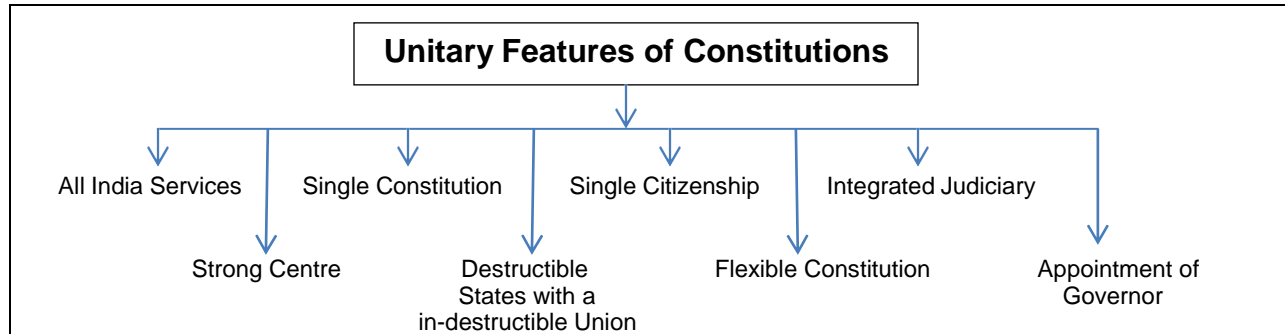 Unitary Features of Constitutions
All India Services
Single Constitution
Single Citizenship
Integrated Judiciary
Strong Centre
Destructible
States with a
in-destructible Union
Flexible Constitution
Appointment of
Governor